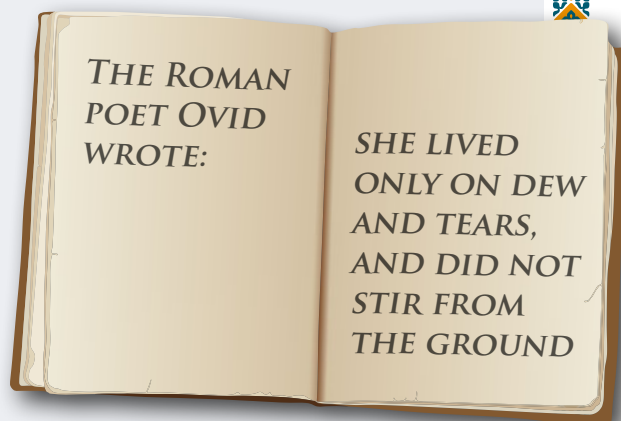 THE ROMAN
POET OVID
WROTE:
SHE LIVED
ONLY ON DEW
AND TEARS,
AND DID NOT
STIR FROM
THE GROUND